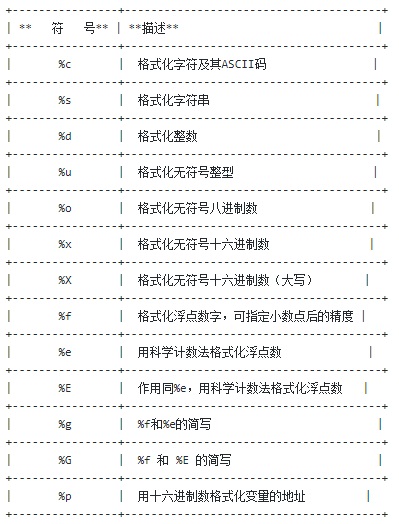 ** 符 号** | **描述** |
%c | 格式化字符及其ASCII码 |
%s | 格式化字符串 |
%d | 格式化整数 |
%u | 格式化无符号整型 |
%o | 格式化无符号八进制数 |
%x | 格式化无符号十六进制数 |
%X | 格式化无符号十六进制数（大写） |
%f | 格式化浮点数字，可指定小数点后的精度 |
%e | 用科学计数法格式化浮点数 |
%E | 作用同%e，用科学计数法格式化浮点数 |
%g | %f和%e的简写 |
%G | %f 和 %E 的简写 |
%p | 用十六进制数格式化变量的地址 |